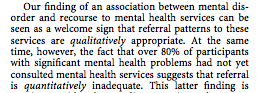 Our finding of an association between mental dis-
order and recourse to mental health services can be
seen as a welcome sign that referral patterns to these
services are qualitatively appropriate. At the same
time, however, the fact that over 80% of participants
with significant mental health problems had not yet
consulted mental health services suggests that referral
is quantitatively inadequate. This latter finding is